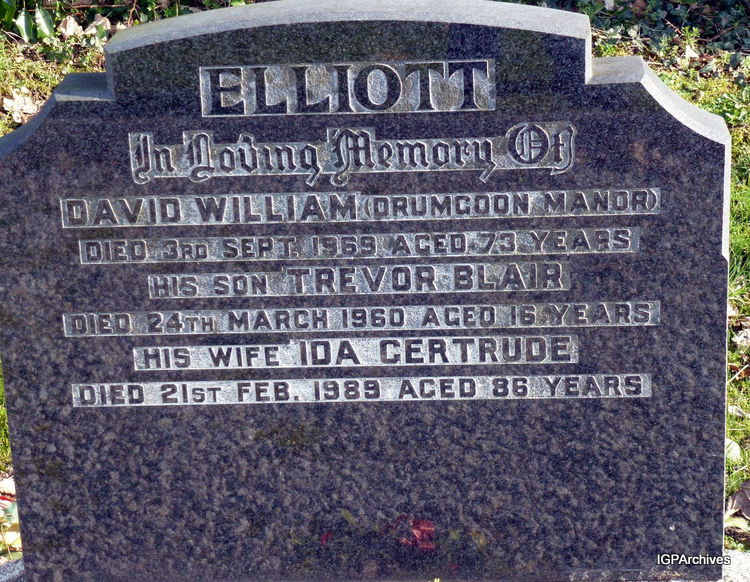 ELLIOTT
In Loving Memory Of
DAVID WILLIAM (DRUMGOON MANOR)
DIED 3RD SEPT. 1969 AGED 73 YEARS
HIS SON TREVOR BLAIR
DIED 24TH MARCH 1960 AGED 16 YEARS
HIS WIFE IDA GERTRUDE
DIED 21ST FEB. 1989 AGED 86 YEARS
IGPArchives